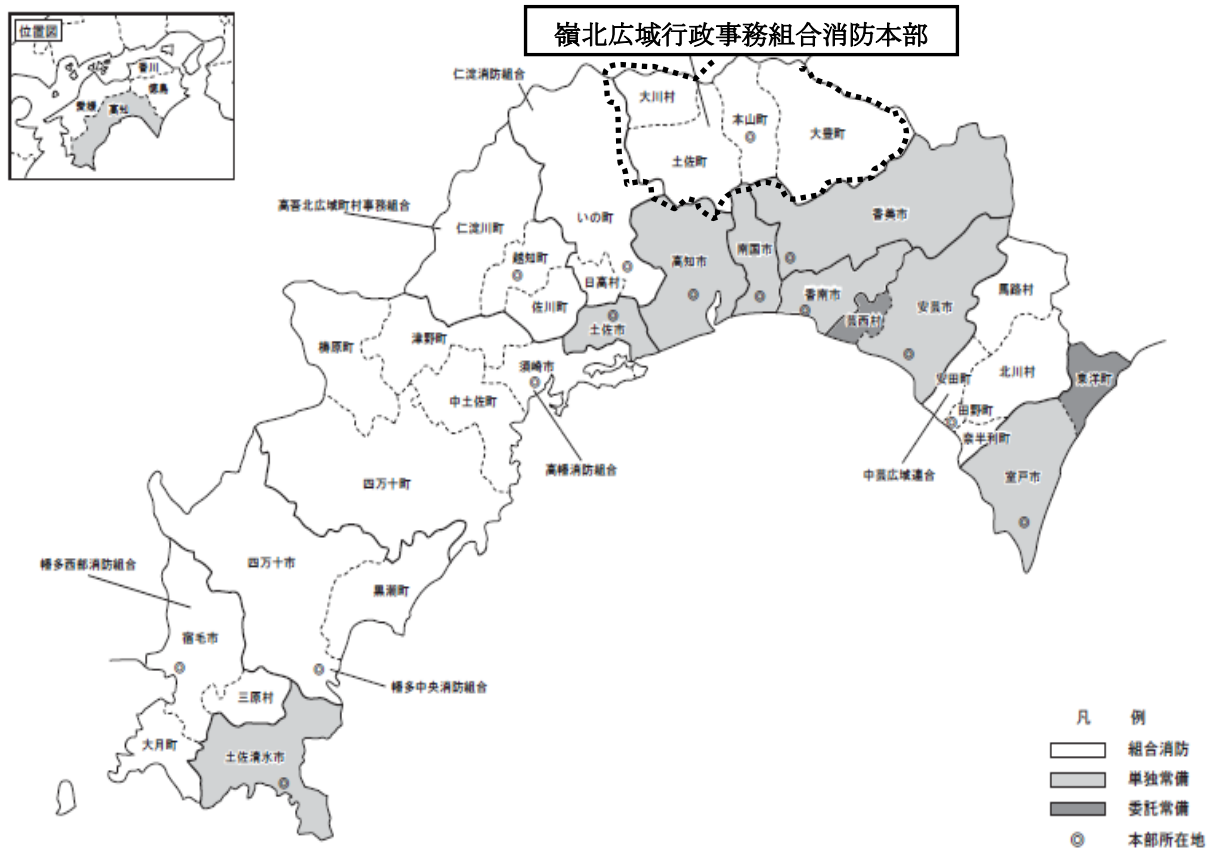 位置図
香川
徳島
愛媛
高知
嶺北広域行政事務組合消防本部
仁淀消防組合
大川村
本山町
大豊町
土佐町
高吾北広域町村事務組合
仁淀川町
いの町
香美市
越知町
高知市
南国市
日高村
佐川町
香南市
馬路村
土佐市
芸西村
安芸市
梼原町
津野町
須崎市
安田町
北川村
東洋町
中土佐町
田野町
奈半利町
高幡消防組合
中芸広域連合
四万十町
室戸市
幡多西部消防組合
四万十市
黒潮町
宿毛市
幡多中央消防組合
三原村
大月町
土佐清水市
凡 例
組合消防
単独常備
委託常備
本部所在地